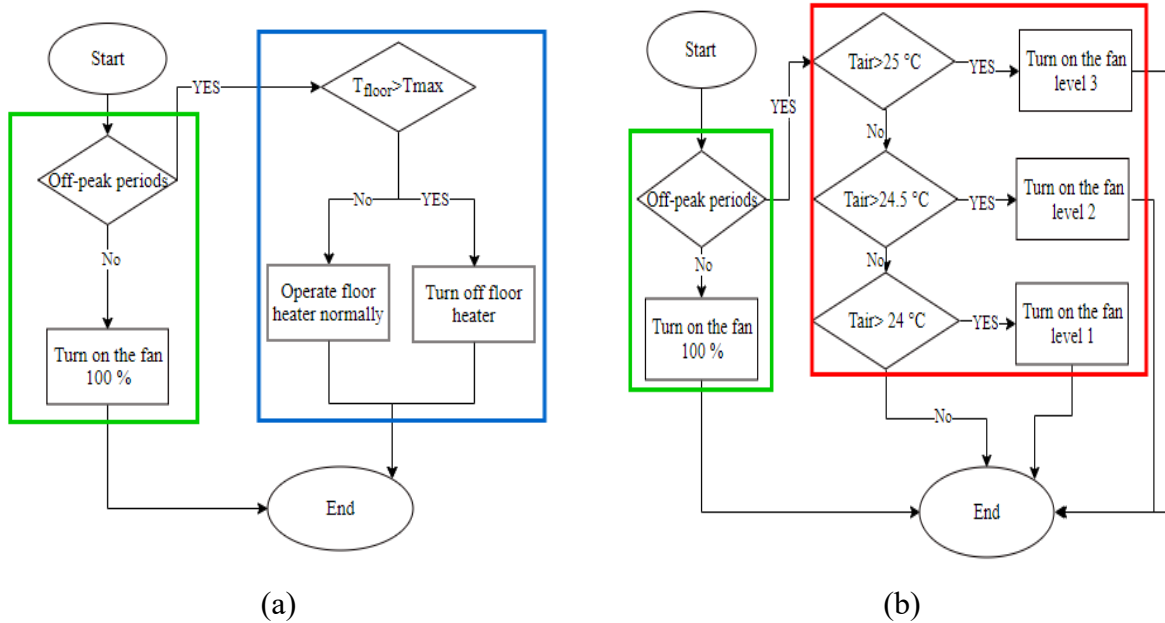 Start
YES
Off-peak periods
No
Turn on the fan
100 %
T floor>Tmax
No
YES
Operate floor
heater normally
Turn off floor
heater
End
(a)
Start
YES
Off-peak periods
No
Turn on the fan
100 %
Tair>25 °C
YES
Turn on the fan
level 3
No
Tair>24.5 °C
YES
Turn on the fan
level 2
No
Tair> 24 °C
YES
Turn on the fan
level 1
No
End
(b)